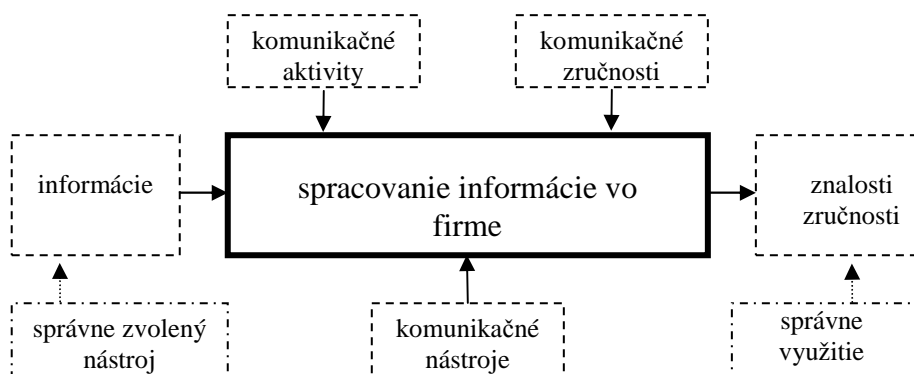 komunikačné
aktivity
komunikačné
zručnosti
informácie
spracovanie informácie vo
firme
znalosti
zručnosti
správne zvolený
nástroj
komunikačné
nástroje
správne
využitie